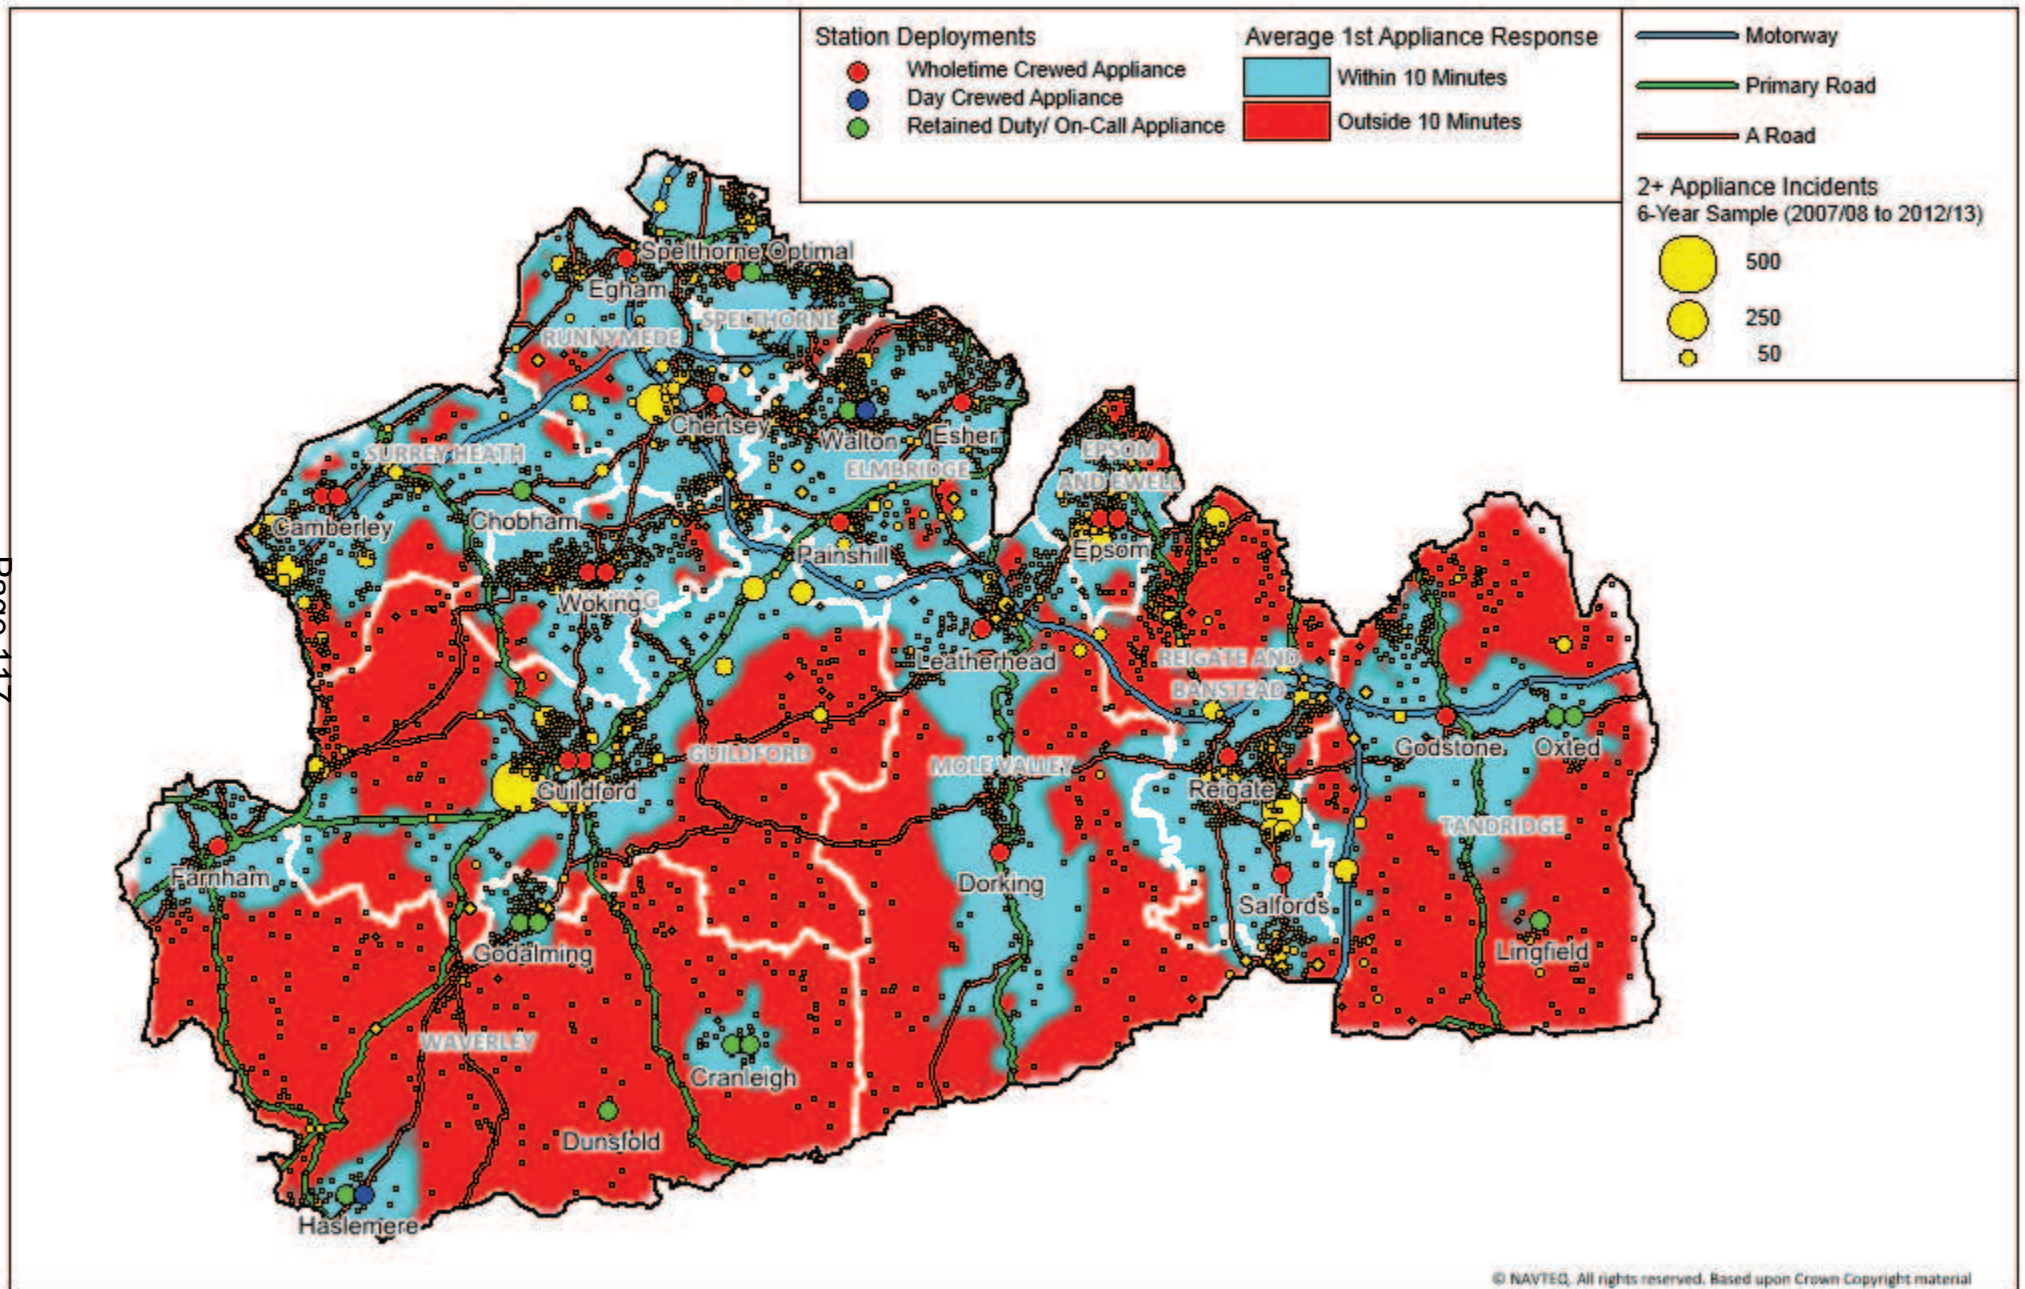 Station Deployments
Wholetime Crewed Appliance
Day Crewed Appliance
Retained Duty/ On-Call Appliance
Average 1st Appliance Response
Within 10 Minutes
Outside 10 Minutes
Motorway
Primary Road
A Road
2+ Appliance Incidents
6-Year Sample (2007/08 to 2012/13)
500
250
50
Spelthorne Optimal
Egham
SPELTHORNE
RUNNYMEDE
Chertsey
Walton
Esher
SURREY HEATH
ELMBRIDGE
EPSOM
AND EWELL
Camberley
Chobham
Painshill
Epsom
Woking
Leatherhead
REIGATE AND
BANSTEAD
GUILDFORD
MOLE VALLEY
Godstone
Oxted
Guildford
Reigate
TANDRIDGE
Farnham
Dorking
Salfords
Godalming
Lingfield
WAVERLEY
Cranleigh
Dunsfold
Haslemere
© NAVTEQ. All rights reserved. Based upon Crown Copyright material